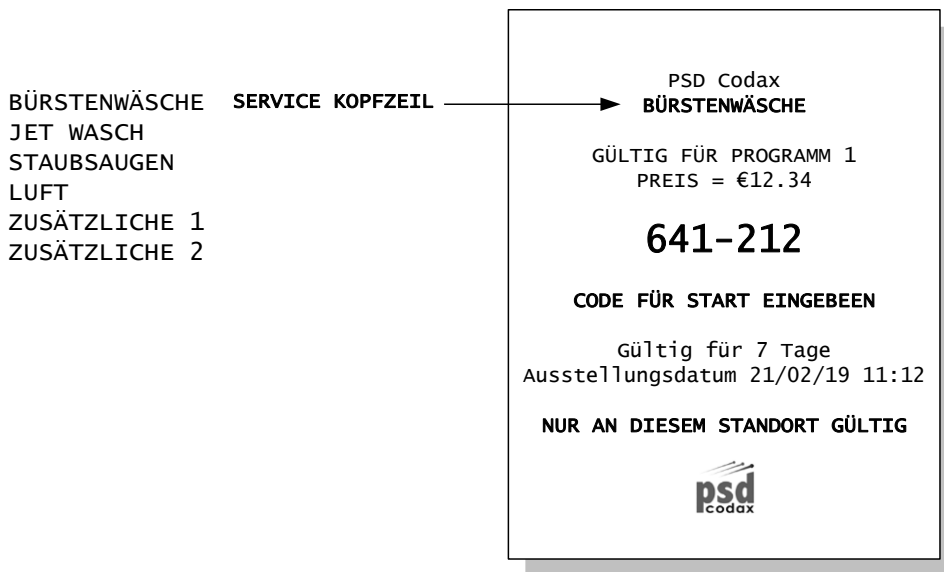 BÜRSTENWÄSCHE
JET WASCH
STAUBSAUGEN
LUFT
ZUSÄTZLICHE 1
ZUSÄTZLICHE 2
SERVICE KOPFZEIL
PSD Codax
BÜRSTENWÄSCHE
GÜLTIG FÜR PROGRAMM 1
PREIS = €12.34
641-212
CODE FÜR START EINGEBEEN
Gültig für 7 Tage
Ausstellungsdatum 21/02/19 11:12
NUR AN DIESEM STANDORT GÜLTIG
psd
codax